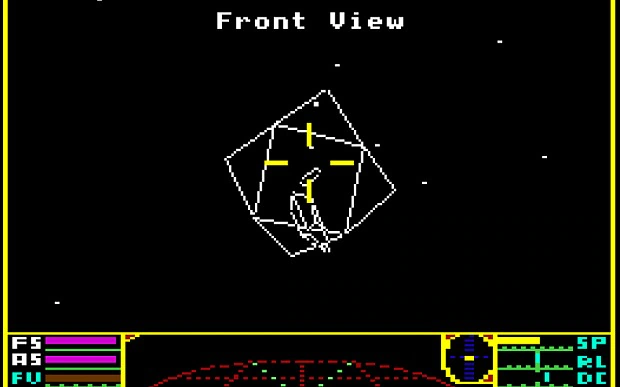 Front View
FS SP
AS RL
FU DC